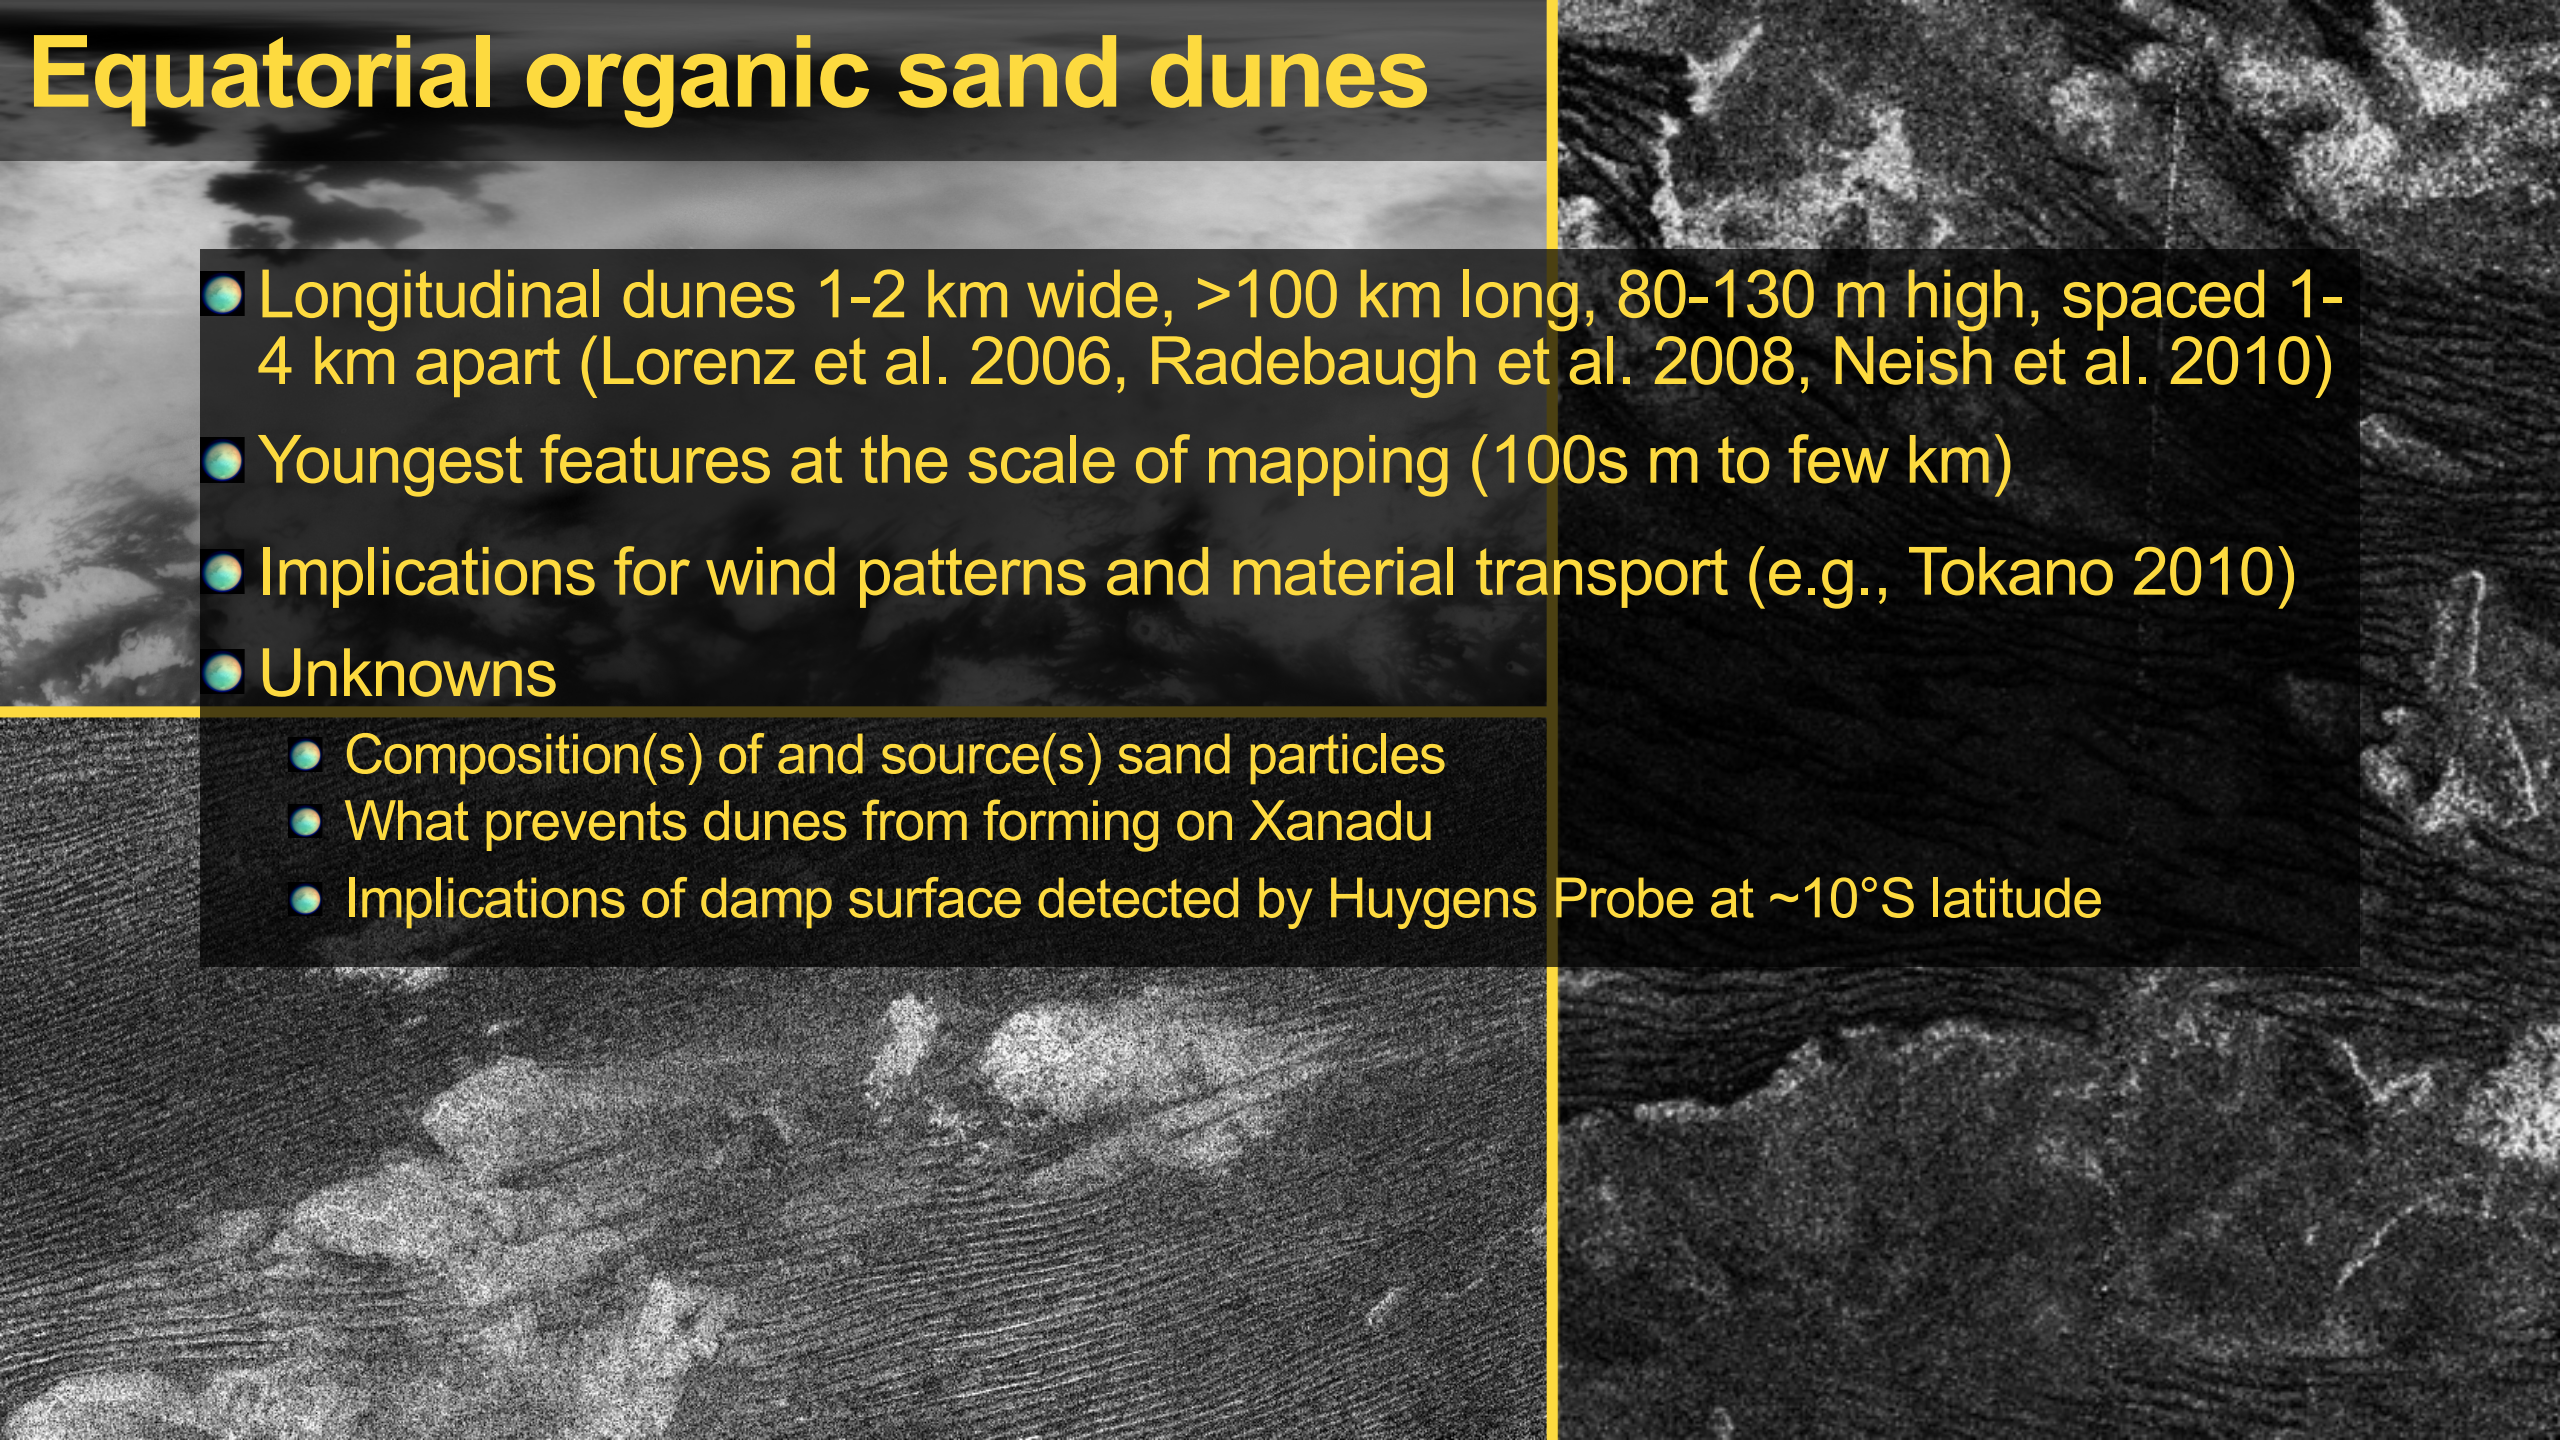 Equatorial organic sand dunes
Longitudinal dunes 1-2 km wide, >100 km long, 80-130 m high, spaced 1-
4 km apart (Lorenz et al. 2006, Radebaugh et al. 2008, Neish et al. 2010)
Youngest features at the scale of mapping (100s m to few km)
Implications for wind patterns and material transport (e.g., Tokano 2010)
Unknowns
Composition(s) of and source(s) sand particles
What prevents dunes from forming on Xanadu
Implications of damp surface detected by Huygens Probe at ~10°S latitude